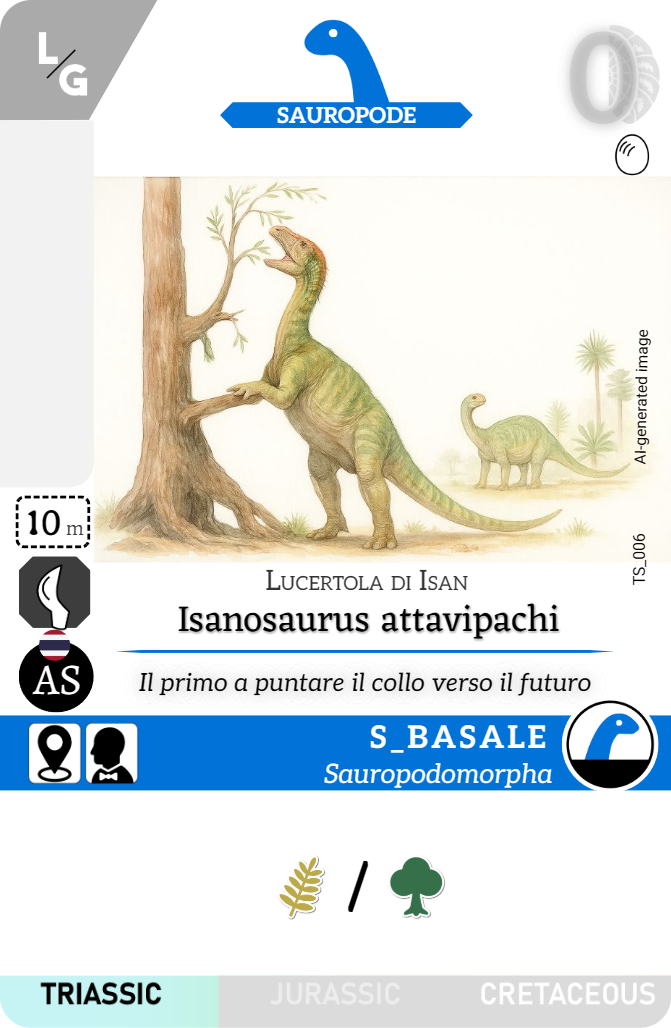 L/G
SAUROPODE
0
AI-generated image
10 m
TS_006
LUCERTOLA DI ISAN
Isanosaurus attavipachi
AS
Il primo a puntare il collo verso il futuro
S_BASALE
Sauropodomorpha
/
TRIASSIC JURASSIC CRETACEOUS